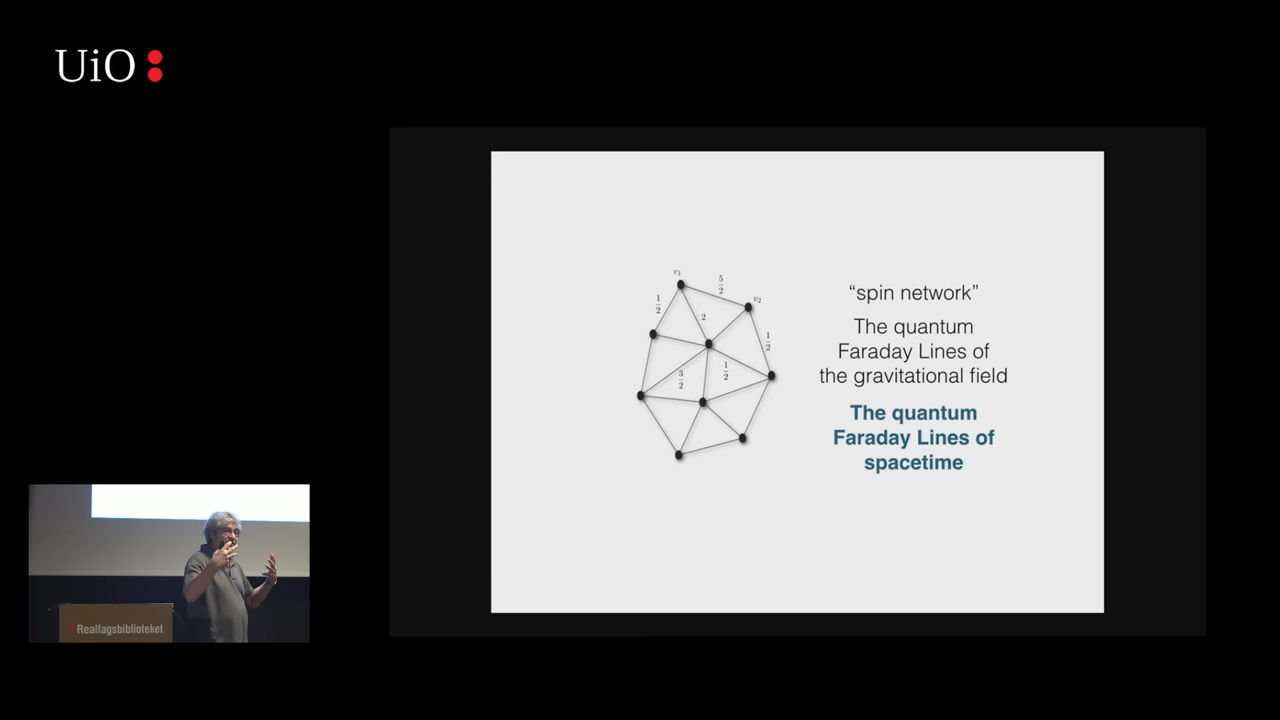 UiO:
v₁
5/2
v₂
1/2
2
1/2
3/2
1/2
“spin network”
The quantum
Faraday Lines of
the gravitational field
The quantum
Faraday Lines of
spacetime
Realfagsbiblioteket